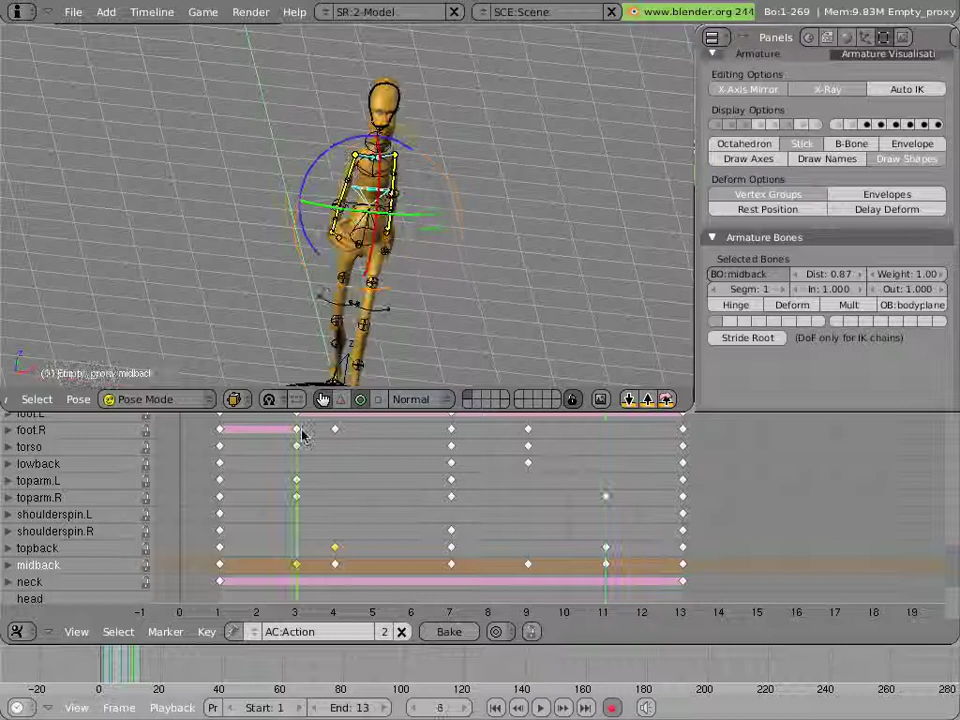 File Add Timeline Game Render Help SR:2-Model SCE:Scene www.blender.org 244 Bo:1-269 | Mem:9.83M Empty_proxy
Panels
Armature Armature Visualisati
Editing Options
X-Axis Mirror X-Ray Auto IK
Display Options
Octahedron Stick B-Bone Envelope
Draw Axes Draw Names Draw Shapes
Deform Options
Vertex Groups Envelopes
Rest Position Delay Deform
Armature Bones
Selected Bones
BO:midback Dist: 0.87 Weight: 1.00
Segm: 1 In: 1.000 Out: 1.000
Hinge Deform Mult OB:bodyplane
Stride Root (DoF only for IK chains)
Z
Select Pose Pose Mode Normal
foot.L
foot.R
torso
lowback
toparm.L
toparm.R
shoulderspin.L
shoulderspin.R
topback
midback
neck
head
-1 0 1 2 3 4 5 6 7 8 9 10 11 12 13 14 15 16 17 18 19
View Select Marker Key AC:Action 2 Bake
-20 0 20 40 60 80 100 120 140 160 180 200 220 240 260 280
View Frame Playback Pr Start: 1 End: 13 8